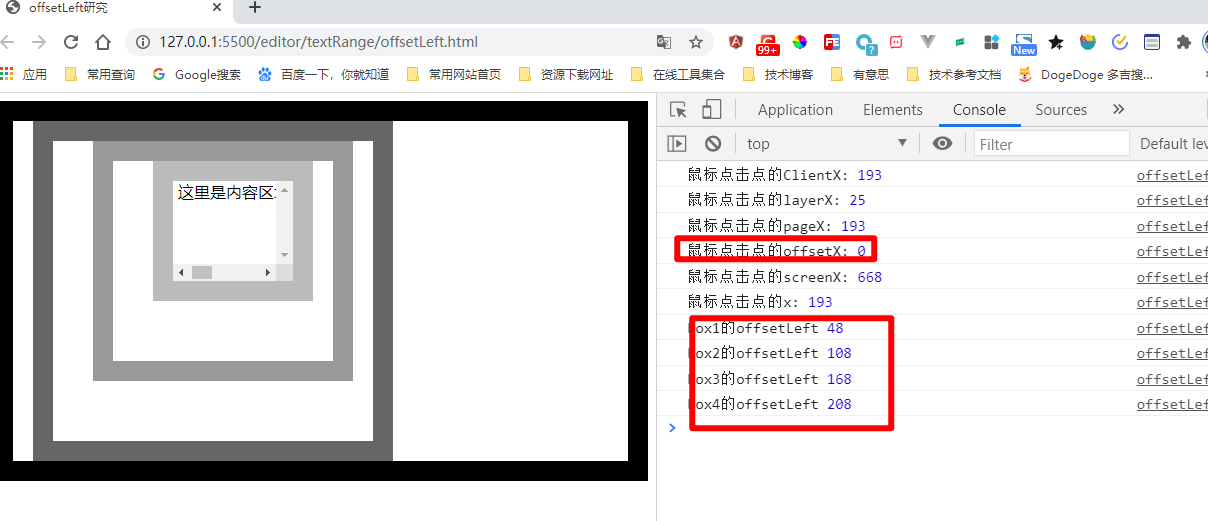 offsetLeft研究
127.0.0.1:5500/editor/textRange/offsetLeft.html
99+
FE
?
New
应用 常用查询 Google搜索 百度一下，你就知道 常用网站首页 资源下载网址 在线工具集合 技术博客 有意思 技术参考文档 DogeDoge 多吉搜...
Application Elements Console Sources
top Filter Default lev
这里是内容区
鼠标点击点的ClientX: 193 offsetLef
鼠标点击点的layerX: 25 offsetLef
鼠标点击点的pageX: 193 offsetLef
鼠标点击点的offsetX: 0 offsetLef
鼠标点击点的screenX: 668 offsetLef
鼠标点击点的x: 193 offsetLef
box1的offsetLeft 48 offsetLef
box2的offsetLeft 108 offsetLef
box3的offsetLeft 168 offsetLef
box4的offsetLeft 208 offsetLef